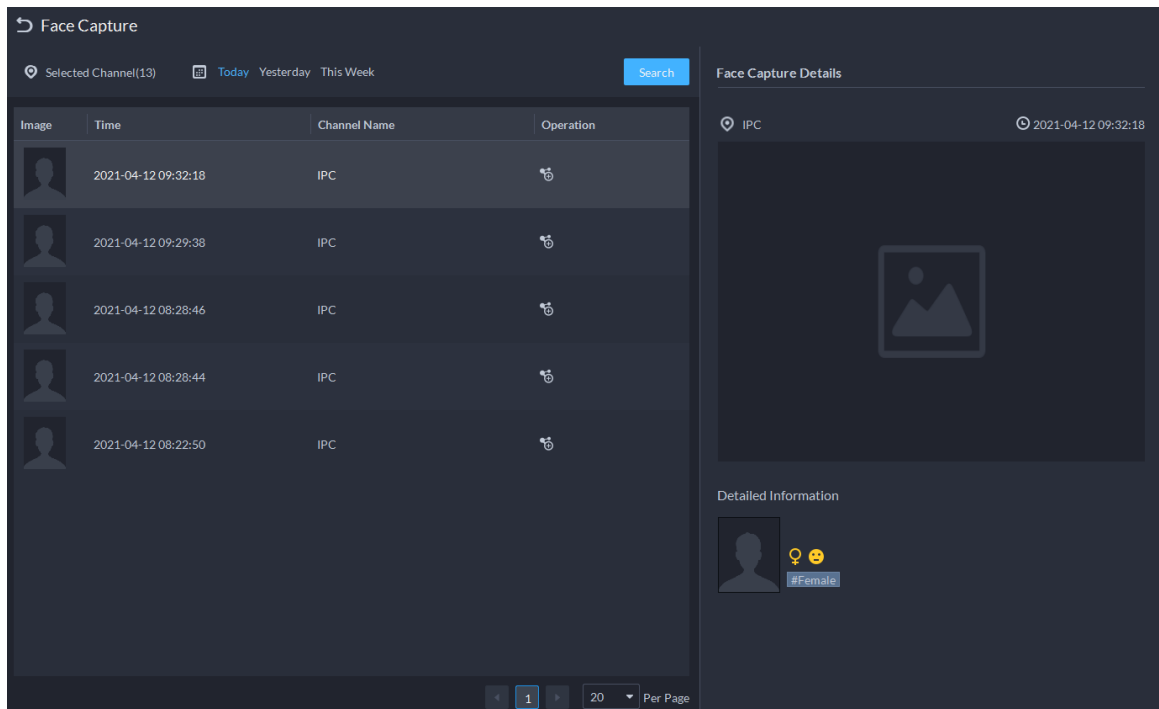 Face Capture
Selected Channel(13) Today Yesterday This Week Search
Image Time Channel Name Operation
2021-04-12 09:32:18 IPC
2021-04-12 09:29:38 IPC
2021-04-12 08:28:46 IPC
2021-04-12 08:28:44 IPC
2021-04-12 08:22:50 IPC
1 20 Per Page
Face Capture Details
IPC 2021-04-12 09:32:18
Detailed Information
#Female